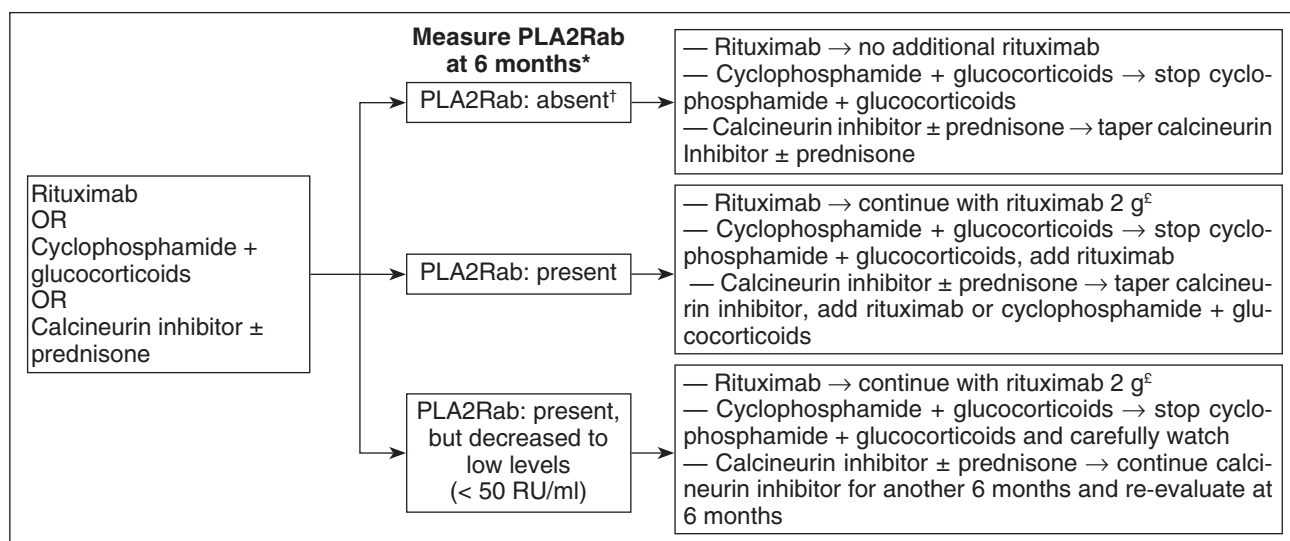 Measure PLA2Rab
at 6 months*
Rituximab
OR
Cyclophosphamide +
glucocorticoids
OR
Calcineurin inhibitor ±
prednisone
PLA2Rab: absent†
— Rituximab → no additional rituximab
— Cyclophosphamide + glucocorticoids → stop cyclo-
phosphamide + glucocorticoids
— Calcineurin inhibitor ± prednisone → taper calcineurin
Inhibitor ± prednisone
PLA2Rab: present
— Rituximab → continue with rituximab 2 g£
— Cyclophosphamide + glucocorticoids → stop cyclo-
phosphamide + glucocorticoids, add rituximab
— Calcineurin inhibitor ± prednisone → taper calcineu-
rin inhibitor, add rituximab or cyclophosphamide + glu-
cocorticoids
PLA2Rab: present,
but decreased to
low levels
(< 50 RU/ml)
— Rituximab → continue with rituximab 2 g£
— Cyclophosphamide + glucocorticoids → stop cyclo-
phosphamide + glucocorticoids and carefully watch
— Calcineurin inhibitor ± prednisone → continue calci-
neurin inhibitor for another 6 months and re-evaluate at
6 months